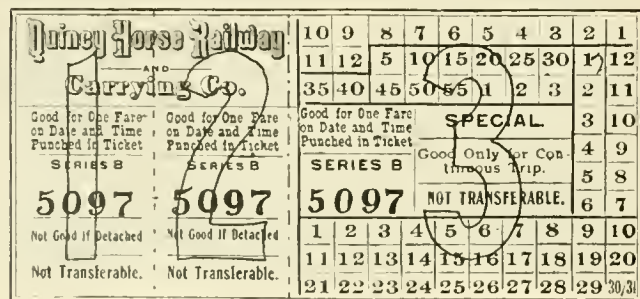 Quincy Horse Railway
AND
Carrying Co.
Good for One Fare
on Date and Time
Punched in Ticket
SERIES B
5097
Not Good If Detached
Not Transferable.
1
Good for One Fare
on Date and Time
Punched in Ticket
SERIES B
5097
Not Good If Detached
Not Transferable.
2
10 9 8 7 6 5 4 3 2 1
11 12 5 10 15 20 25 30 1 12
35 40 45 50 55 1 2 3 2 11
Good for One Fare
on Date and Time
Punched in Ticket
SERIES B
5097
SPECIAL.
Good Only for Con-
tinuous Trip.
NOT TRANSFERABLE.
3
3 10
4 9
5 8
6 7
1 2 3 4 5 6 7 8 9 10
11 12 13 14 15 16 17 18 19 20
21 22 23 24 25 26 27 28 29 30/31